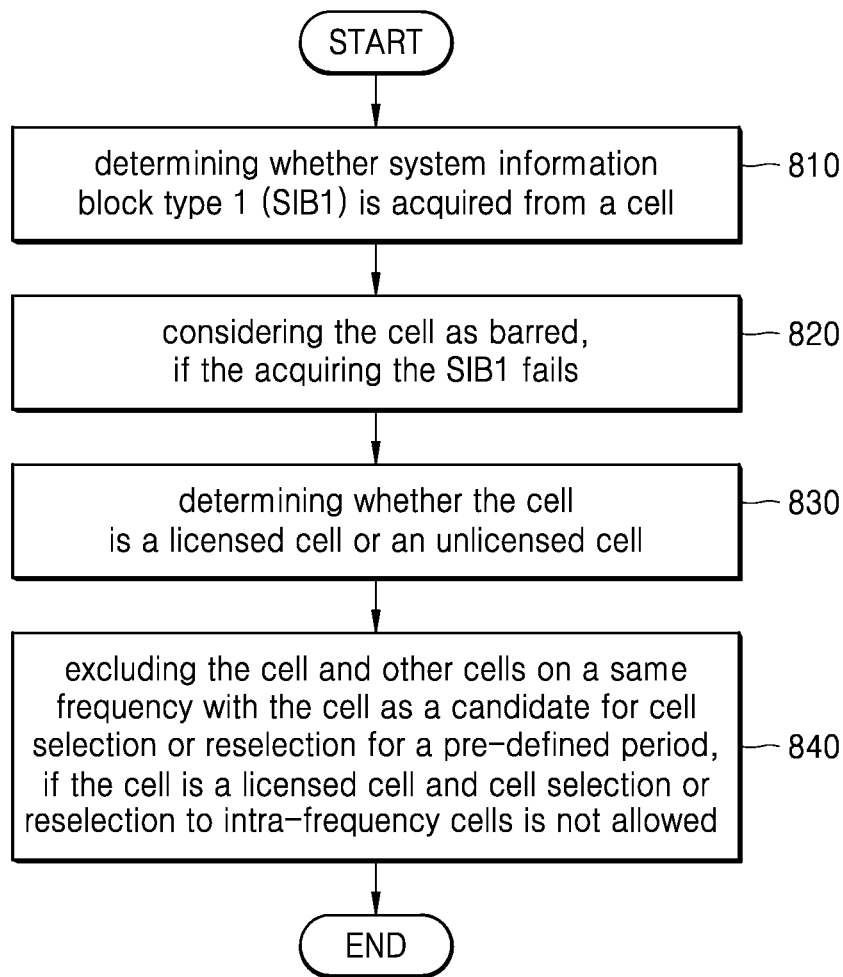 START
determining whether system information
block type 1 (SIB1) is acquired from a cell
810
considering the cell as barred,
if the acquiring the SIB1 fails
820
determining whether the cell
is a licensed cell or an unlicensed cell
830
excluding the cell and other cells on a same
frequency with the cell as a candidate for cell
selection or reselection for a pre-defined period,
if the cell is a licensed cell and cell selection or
reselection to intra-frequency cells is not allowed
840
END